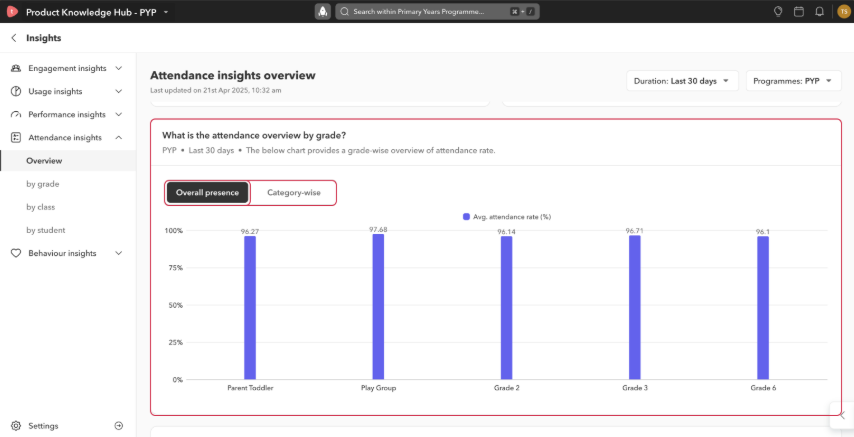 Product Knowledge Hub - PYP
Search within Primary Years Programme...
⌘ + /
TS
Insights
Engagement insights
Usage insights
Performance insights
Attendance insights
Overview
by grade
by class
by student
Behaviour insights
Settings
Attendance insights overview
Last updated on 21st Apr 2025, 10:32 am
Duration: Last 30 days
Programmes: PYP
What is the attendance overview by grade?
PYP • Last 30 days • The below chart provides a grade-wise overview of attendance rate.
Overall presence
Category-wise
Avg. attendance rate (%)
100%
75%
50%
25%
0%
96.27
97.68
96.14
96.71
96.1
Parent Toddler
Play Group
Grade 2
Grade 3
Grade 6